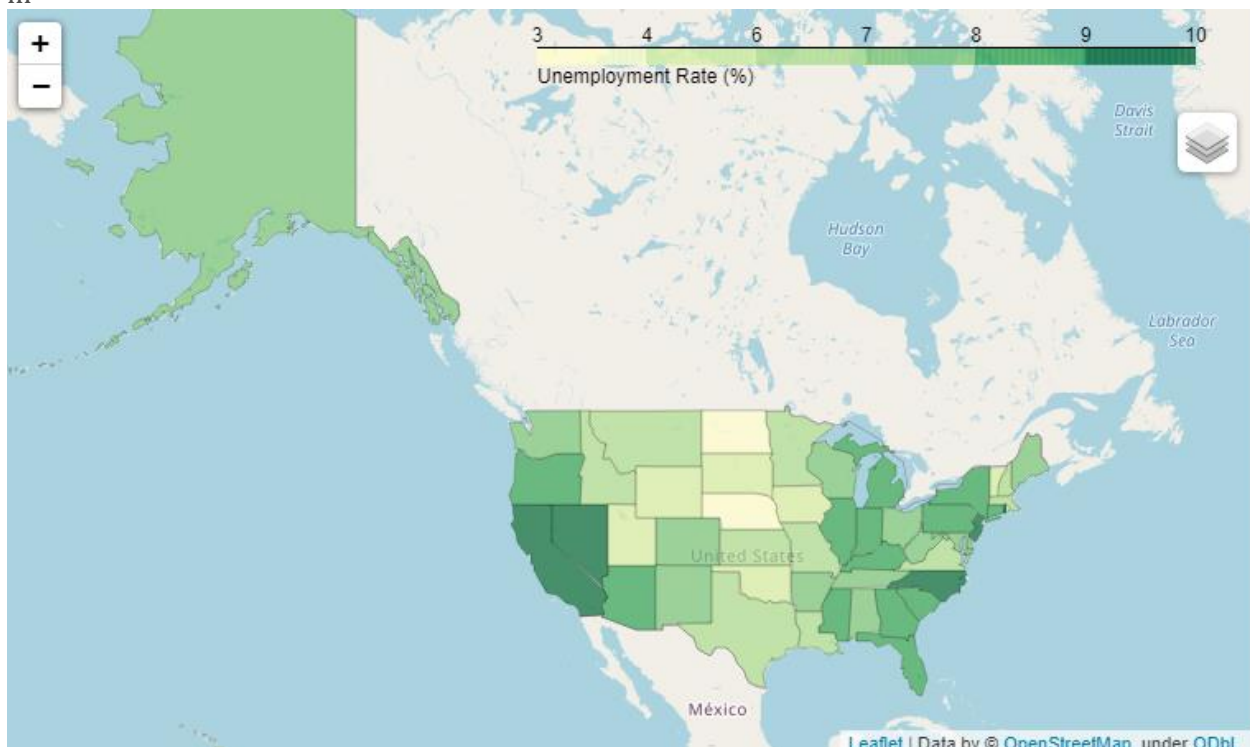 +
−
3 4 6 7 8 9 10
Unemployment Rate (%)
Davis
Strait
Hudson
Bay
Labrador
Sea
United States
México
Leaflet | Data by © OpenStreetMap, under ODbL